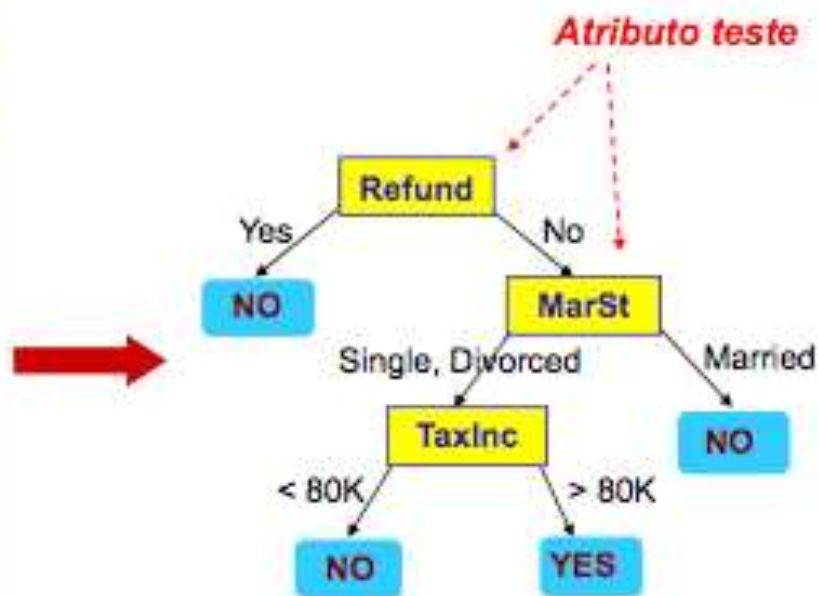 Atributo teste
Refund
Yes
No
NO
MarSt
Single, Divorced
Married
TaxInc
NO
< 80K
> 80K
NO
YES